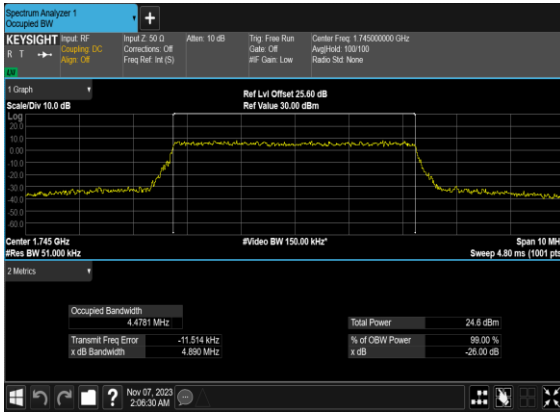 Spectrum Analyzer 1
Occupied BW
KEYSIGHT
R T
LXI
Input: RF
Coupling: DC
Align: Off
Input Z: 50 Ω
Corrections: Off
Freq Ref: Int (S)
Atten: 10 dB
Trig: Free Run
Gate: Off
#IF Gain: Low
Center Freq: 1.745000000 GHz
Avg|Hold: 100/100
Radio Std: None
1 Graph
Scale/Div 10.0 dB
Ref Lvl Offset 25.60 dB
Ref Value 30.00 dBm
Log
20.0
10.0
0.00
-10.0
-20.0
-30.0
-40.0
-50.0
-60.0
Center 1.745 GHz
#Res BW 51.000 kHz
#Video BW 150.00 kHz*
Span 10 MH
Sweep 4.80 ms (1001 pts
2 Metrics
Occupied Bandwidth
4.4781 MHz
Transmit Freq Error -11.514 kHz
x dB Bandwidth 4.890 MHz
Total Power 24.6 dBm
% of OBW Power 99.00 %
x dB -26.00 dB
Nov 07, 2023
2:06:30 AM